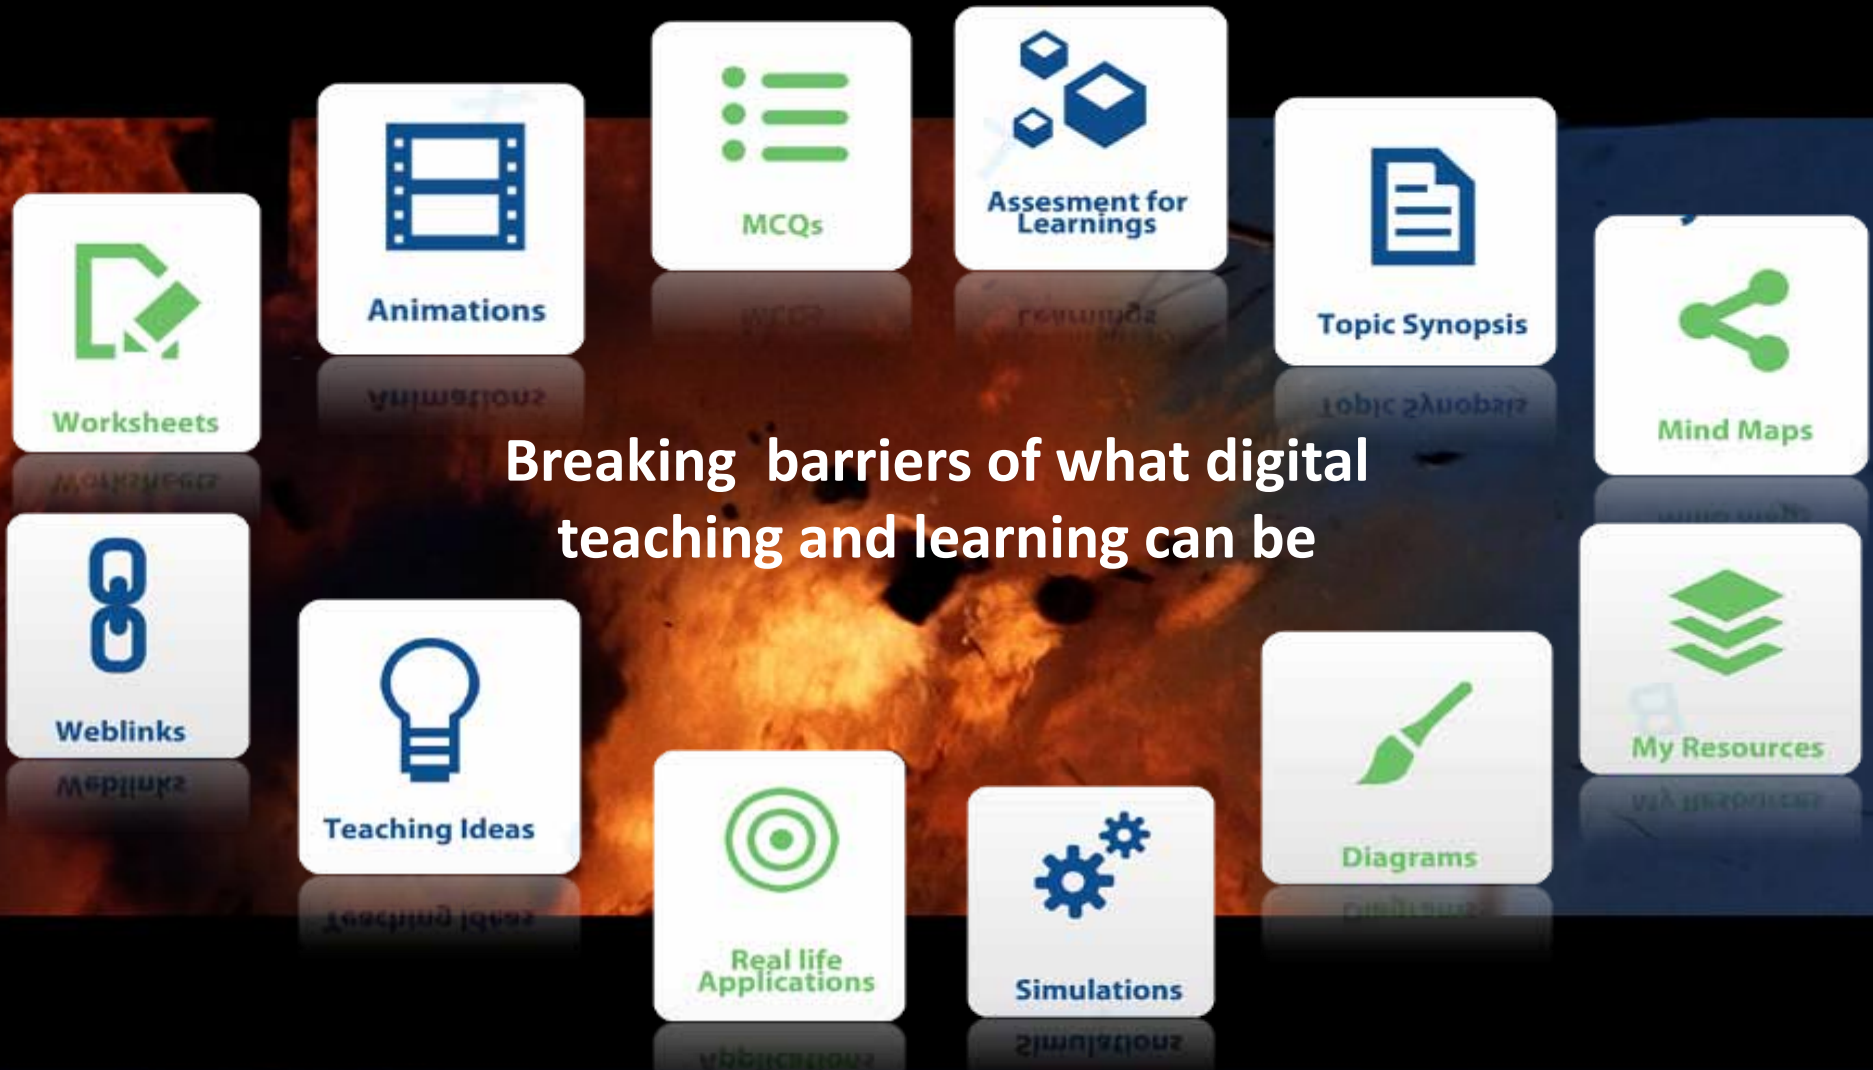 MCQs
Assesment for
Learnings
Animations
Topic Synopsis
Worksheets
Mind Maps
Breaking  barriers of what digital
teaching and learning can be
Weblinks
My Resources
Teaching Ideas
Diagrams
Real life
Applications
Simulations